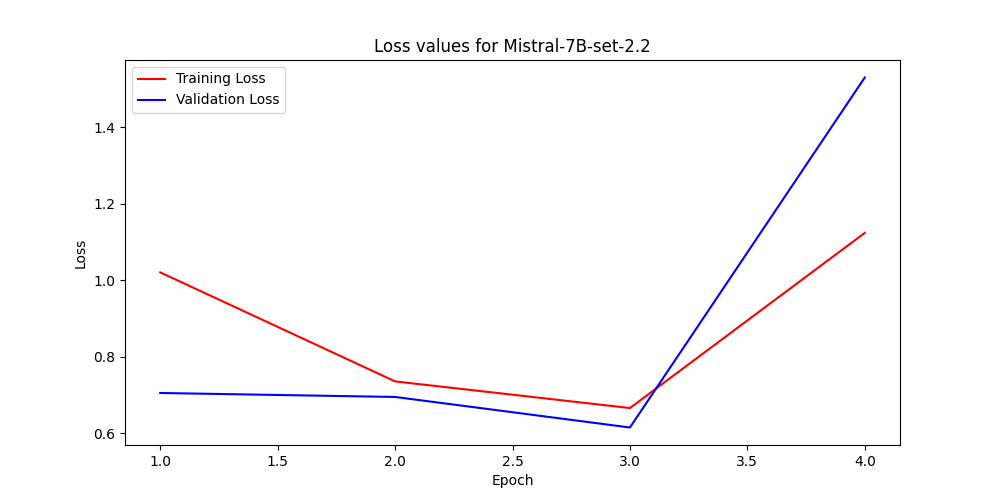 Loss values for Mistral-7B-set-2.2
Training Loss
Validation Loss
1.4
1.2
1.0
0.8
0.6
Loss
1.0 1.5 2.0 2.5 3.0 3.5 4.0
Epoch